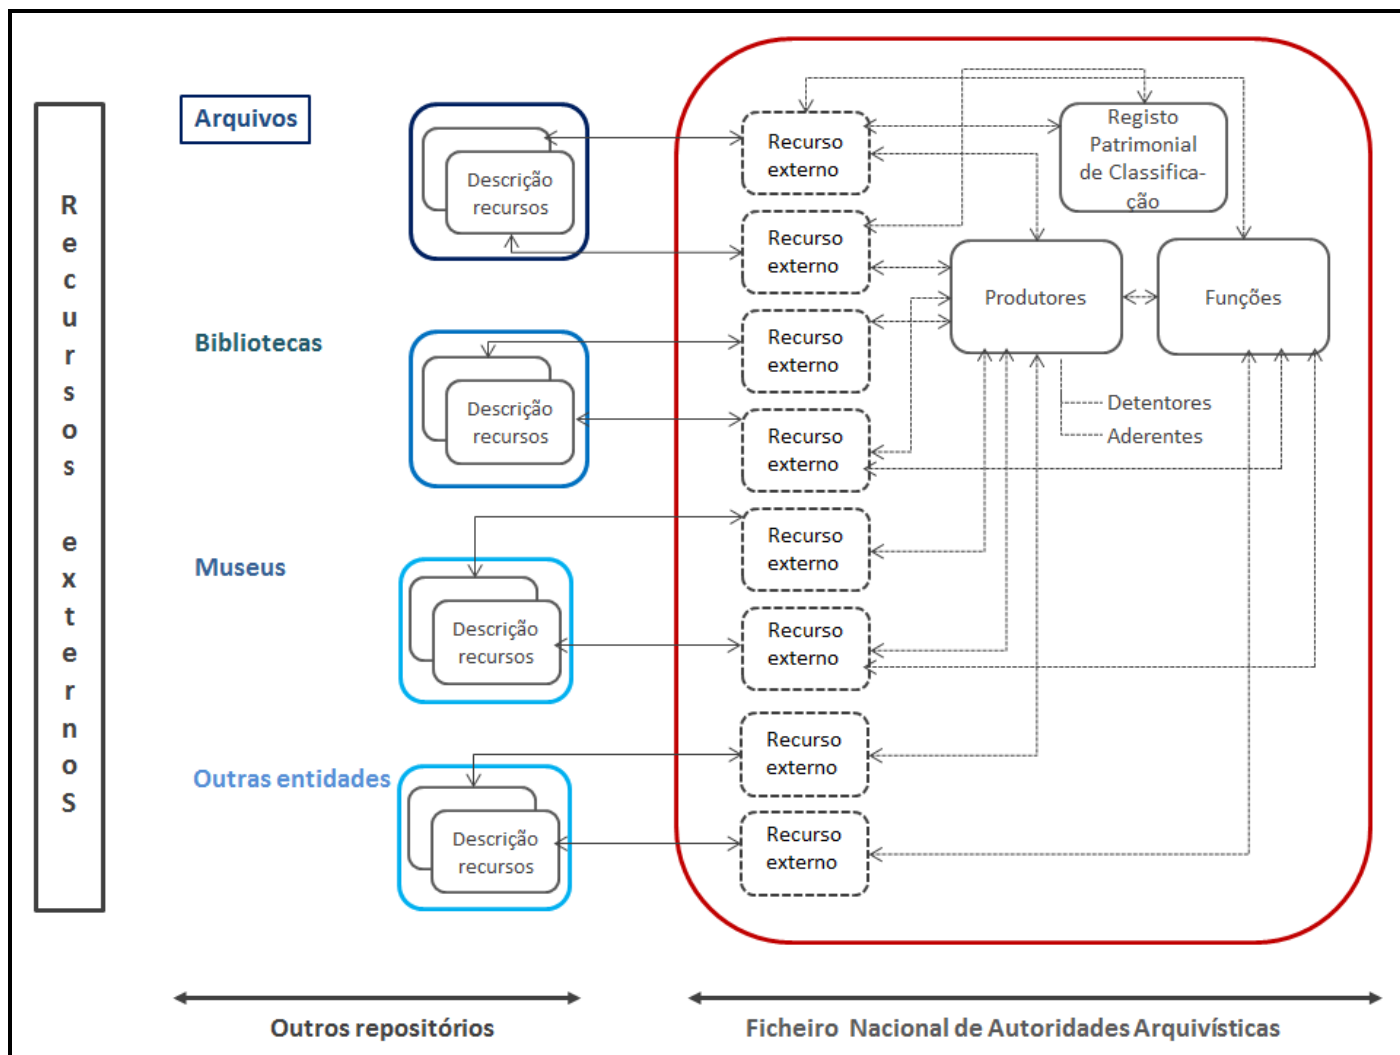 Recursos externos
Arquivos
Descrição
recursos
Bibliotecas
Descrição
recursos
Museus
Descrição
recursos
Outras entidades
Descrição
recursos
Recurso
externo
Recurso
externo
Recurso
externo
Recurso
externo
Recurso
externo
Recurso
externo
Recurso
externo
Recurso
externo
Registo
Patrimonial
de Classifica-
ção
Produtores
Funções
Detentores
Aderentes
Outros repositórios
Ficheiro Nacional de Autoridades Arquivísticas